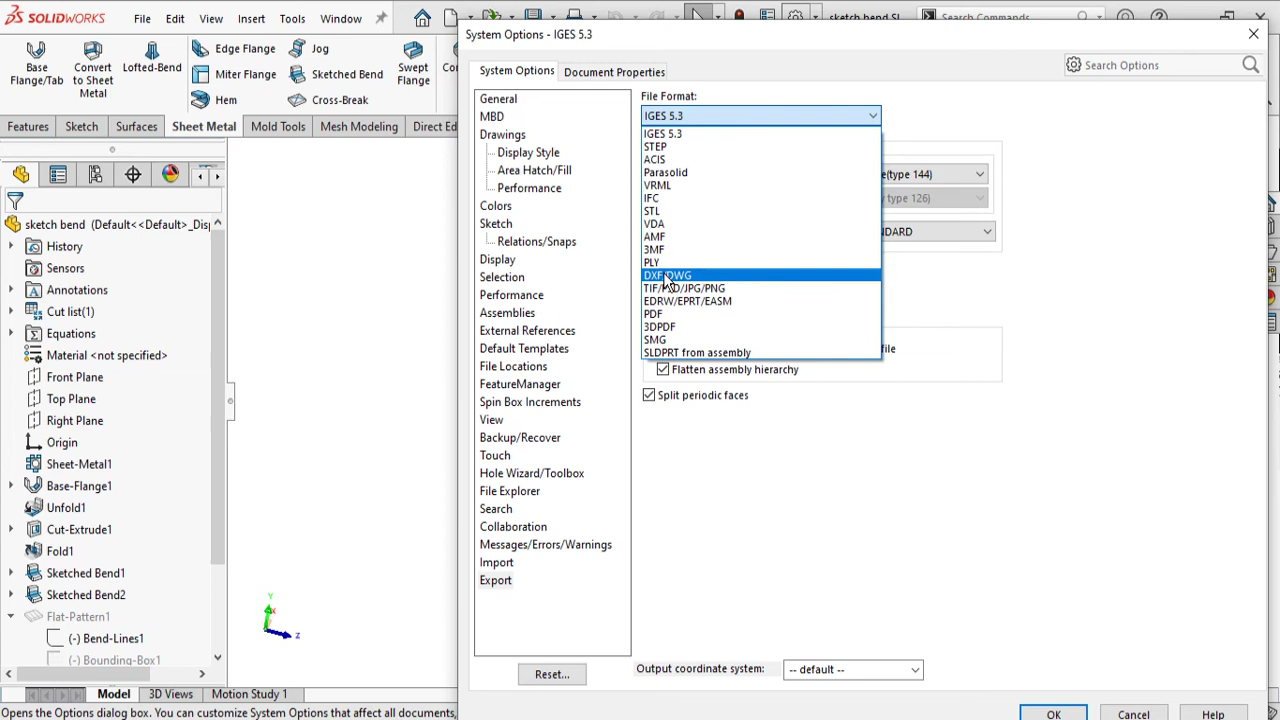 SOLIDWORKS
File
Edit
View
Insert
Tools
Window
sketch bend
Search Commands
System Options - IGES 5.3
System Options
Document Properties
Search Options
Base
Flange/Tab
Convert
to Sheet
Metal
Lofted-Bend
Edge Flange
Miter Flange
Hem
Jog
Sketched Bend
Cross-Break
Swept
Flange
Features
Sketch
Surfaces
Sheet Metal
Mold Tools
Mesh Modeling
Direct Ed
sketch bend (Default<<Default>_Disp
History
Sensors
Annotations
Cut list(1)
Equations
Material <not specified>
Front Plane
Top Plane
Right Plane
Origin
Sheet-Metal1
Base-Flange1
Unfold1
Cut-Extrude1
Fold1
Sketched Bend1
Sketched Bend2
Flat-Pattern1
(-) Bend-Lines1
(-) Bounding-Box1
Y
X
Z
General
MBD
Drawings
Display Style
Area Hatch/Fill
Performance
Colors
Sketch
Relations/Snaps
Display
Selection
Performance
Assemblies
External References
Default Templates
File Locations
FeatureManager
Spin Box Increments
View
Backup/Recover
Touch
Hole Wizard/Toolbox
File Explorer
Search
Collaboration
Messages/Errors/Warnings
Import
Export
Reset...
File Format:
IGES 5.3
IGES 5.3
STEP
ACIS
Parasolid
VRML
IFC
STL
VDA
AMF
3MF
PLY
DXF/DWG
TIF/PSD/JPG/PNG
EDRW/EPRT/EASM
PDF
3DPDF
SMG
SLDPRT from assembly
e(type 144)
type 126)
NDARD
file
Flatten assembly hierarchy
Split periodic faces
Output coordinate system:
-- default --
OK
Cancel
Help
Model
3D Views
Motion Study 1
Opens the Options dialog box. You can customize System Options that affect all documents,